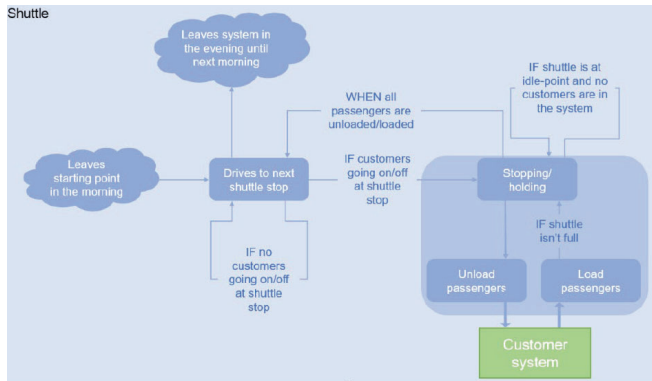 Shuttle
Leaves system in
the evening until
next morning
IF shuttle is at
idle-point and no
customers are in
the system
WHEN all
passengers are
unloaded/loaded
Leaves
starting point
in the morning
Drives to next
shuttle stop
IF customers
going on/off
at shuttle
stop
Stopping/
holding
IF no
customers
going on/off
at shuttle
stop
IF shuttle
isn't full
Unload
passengers
Load
passengers
Customer
system